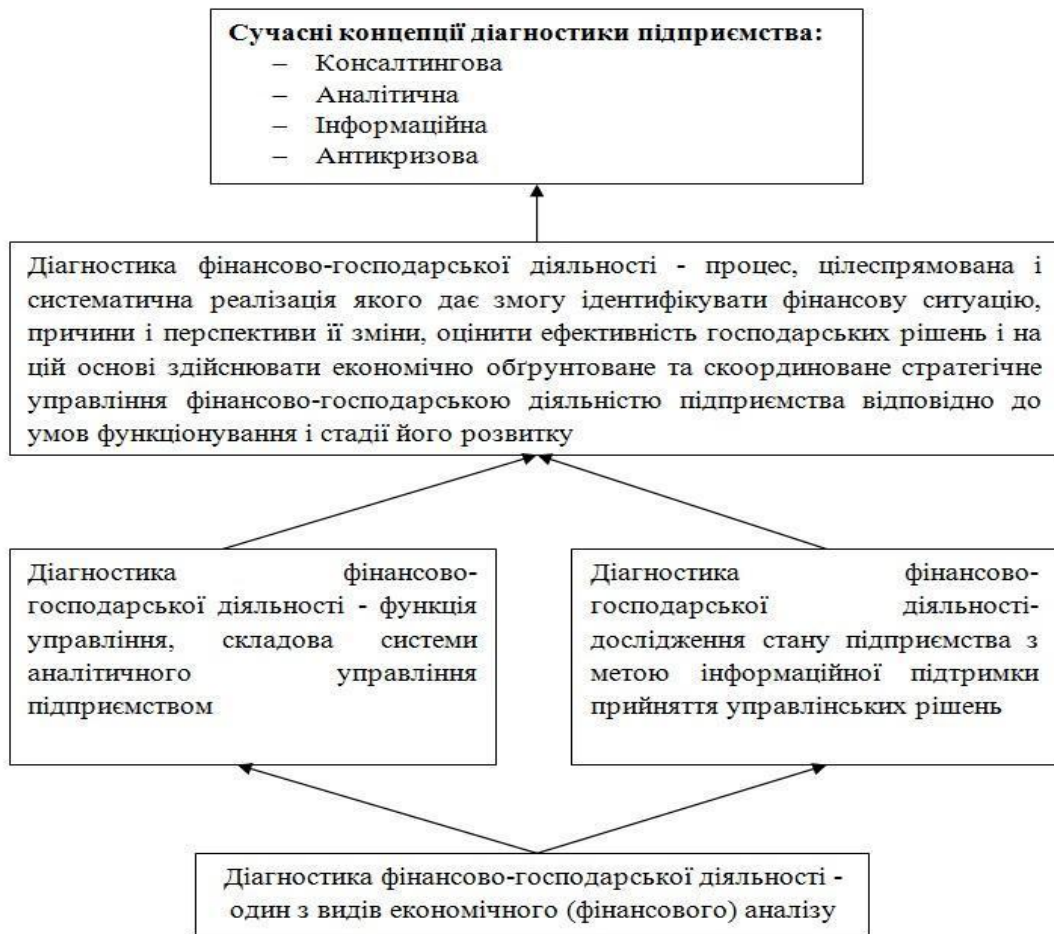 Сучасні концепції діагностики підприємства:
– Консалтингова
– Аналітична
– Інформаційна
– Антикризова
Діагностика фінансово-господарської діяльності - процес, цілеспрямована і
систематична реалізація якого дає змогу ідентифікувати фінансову ситуацію,
причини і перспективи її зміни, оцінити ефективність господарських рішень і на
цій основі здійснювати економічно обґрунтоване та скоординоване стратегічне
управління фінансово-господарською діяльністю підприємства відповідно до
умов функціонування і стадії його розвитку
Діагностика фінансово-
господарської діяльності - функція
управління, складова системи
аналітичного управління
підприємством
Діагностика фінансово-
господарської діяльності-
дослідження стану підприємства з
метою інформаційної підтримки
прийняття управлінських рішень
Діагностика фінансово-господарської діяльності -
один з видів економічного (фінансового) аналізу